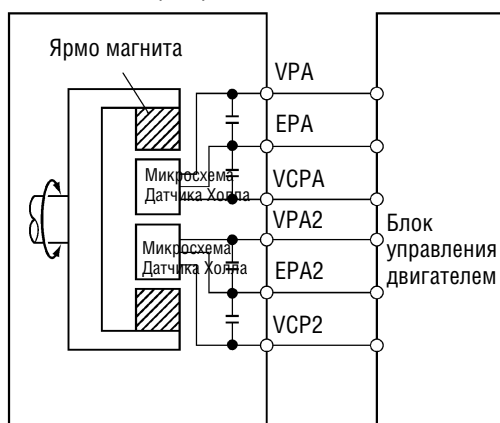 Ярмо магнита
VPA
EPA
Микросхема
Датчика Холла
VCPA
VPA2
Микросхема
Датчика Холла
EPA2
VCP2
Блок
управления
двигателем